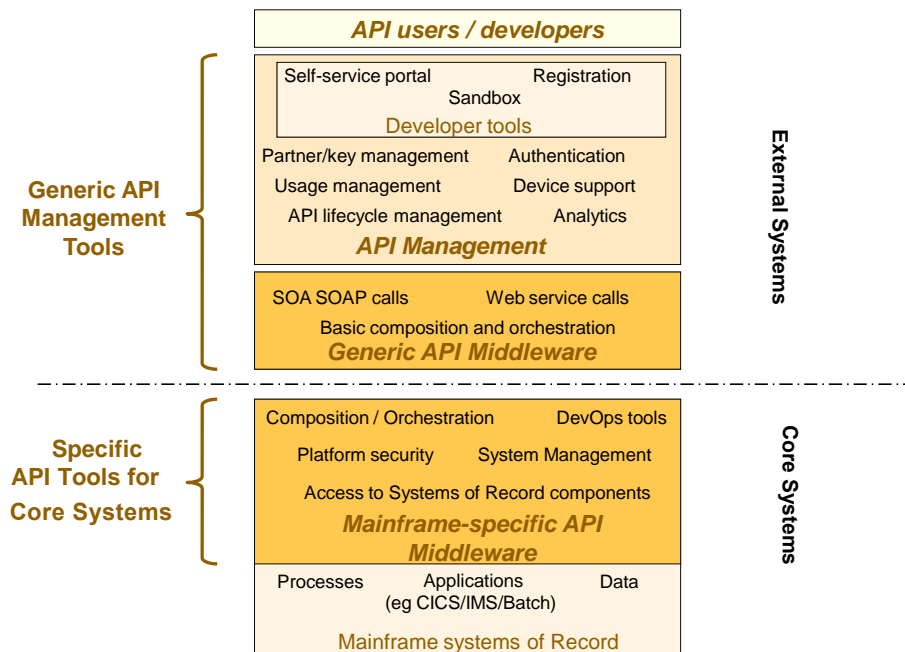 API users / developers
Self-service portal Registration
Sandbox
Developer tools
Partner/key management Authentication
Usage management Device support
API lifecycle management Analytics
API Management
Generic API
Management
Tools
External Systems
SOA SOAP calls Web service calls
Basic composition and orchestration
Generic API Middleware
Composition / Orchestration DevOps tools
Platform security System Management
Access to Systems of Record components
Mainframe-specific API
Middleware
Specific
API Tools for
Core Systems
Core Systems
Processes Applications Data
(eg CICS/IMS/Batch)
Mainframe systems of Record